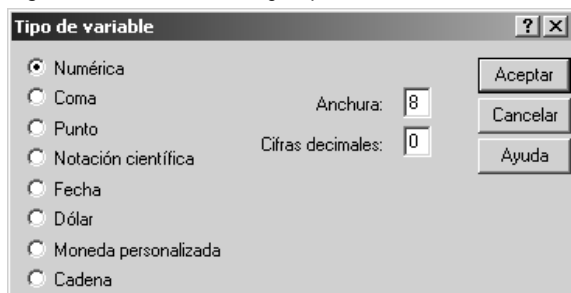 Tipo de variable
Numérica
Coma
Punto
Notación científica
Fecha
Dólar
Moneda personalizada
Cadena
Anchura: 8
Cifras decimales: 0
Aceptar
Cancelar
Ayuda